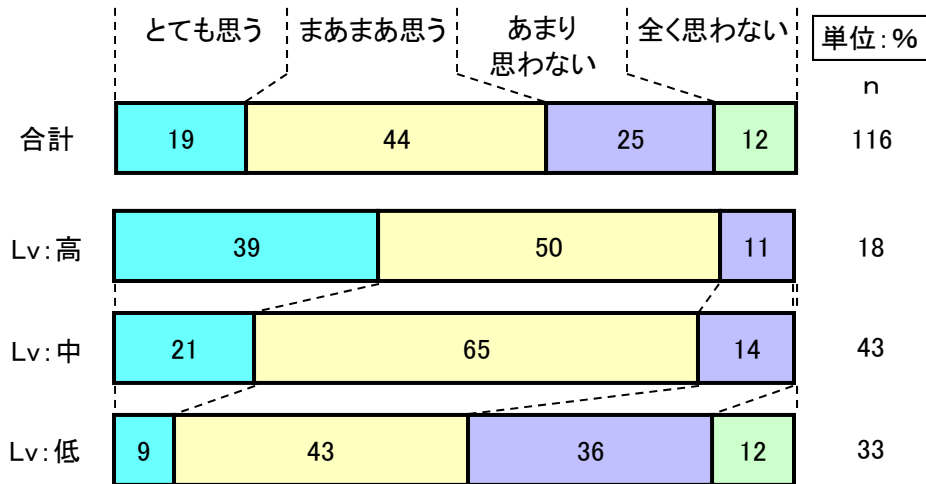 とても思う まあまあ思う あまり 思わない 全く思わない 単位:%
n
合計 19 44 25 12 116
Lv:高 39 50 11 18
Lv:中 21 65 14 43
Lv:低 9 43 36 12 33